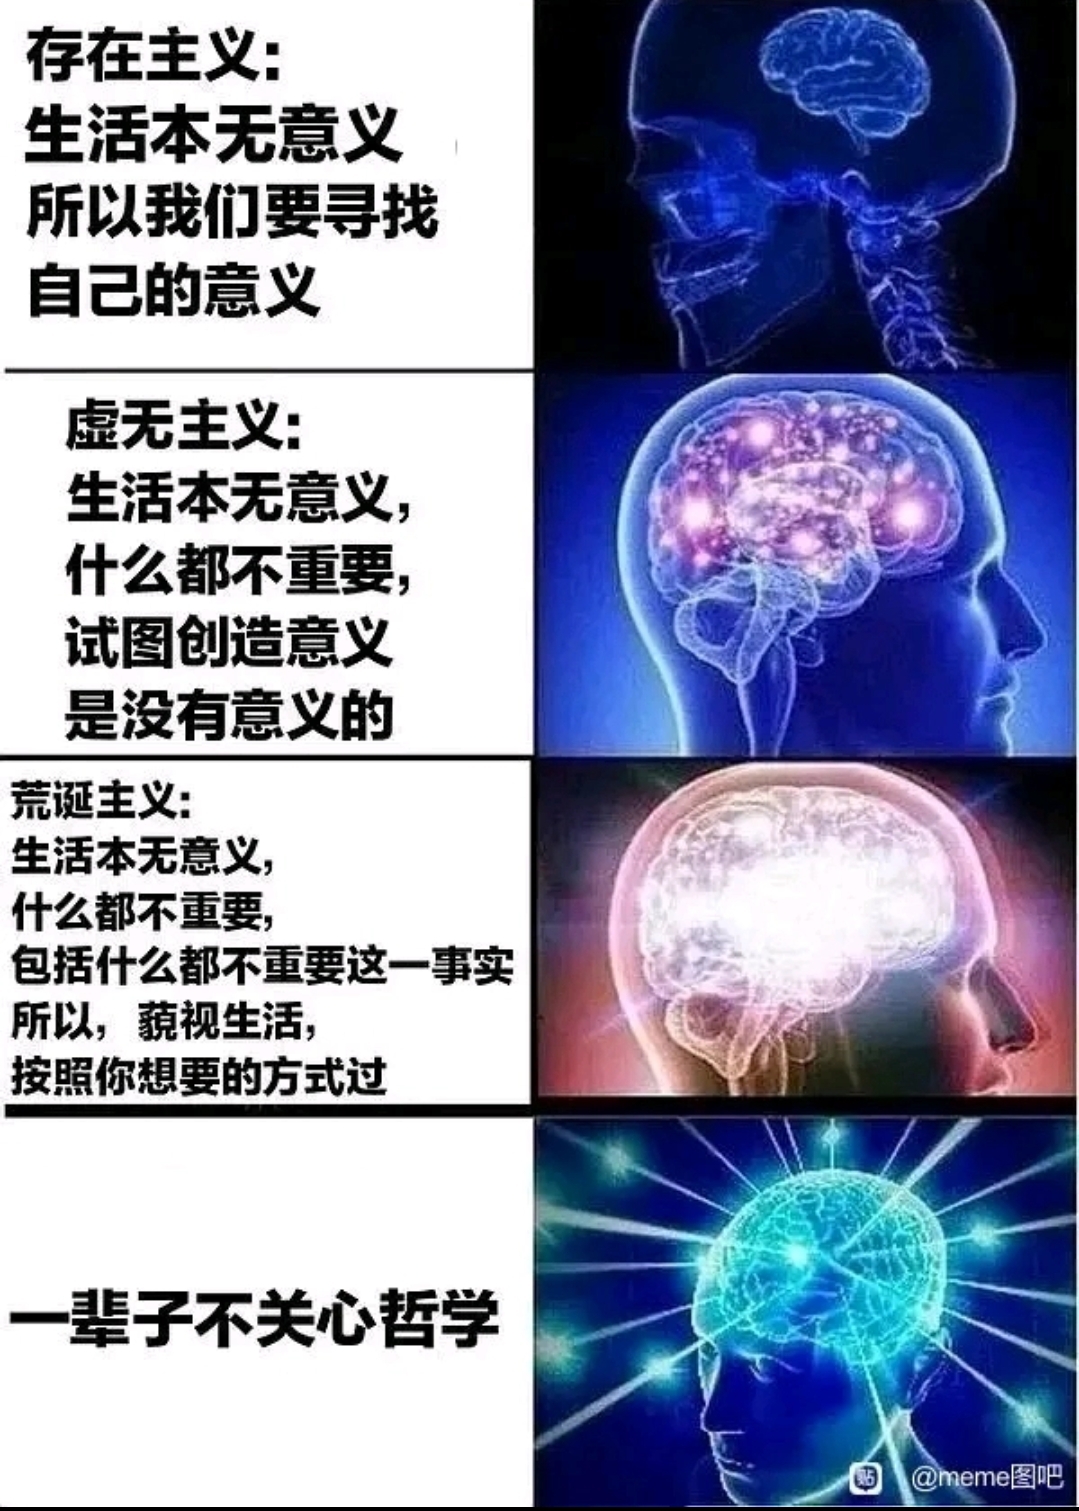 存在主义:
生活本无意义
所以我们要寻找
自己的意义
虚无主义:
生活本无意义,
什么都不重要,
试图创造意义
是没有意义的
荒诞主义:
生活本无意义,
什么都不重要,
包括什么都不重要这一事实
所以，藐视生活,
按照你想要的方式过
一辈子不关心哲学
贴 @meme图吧